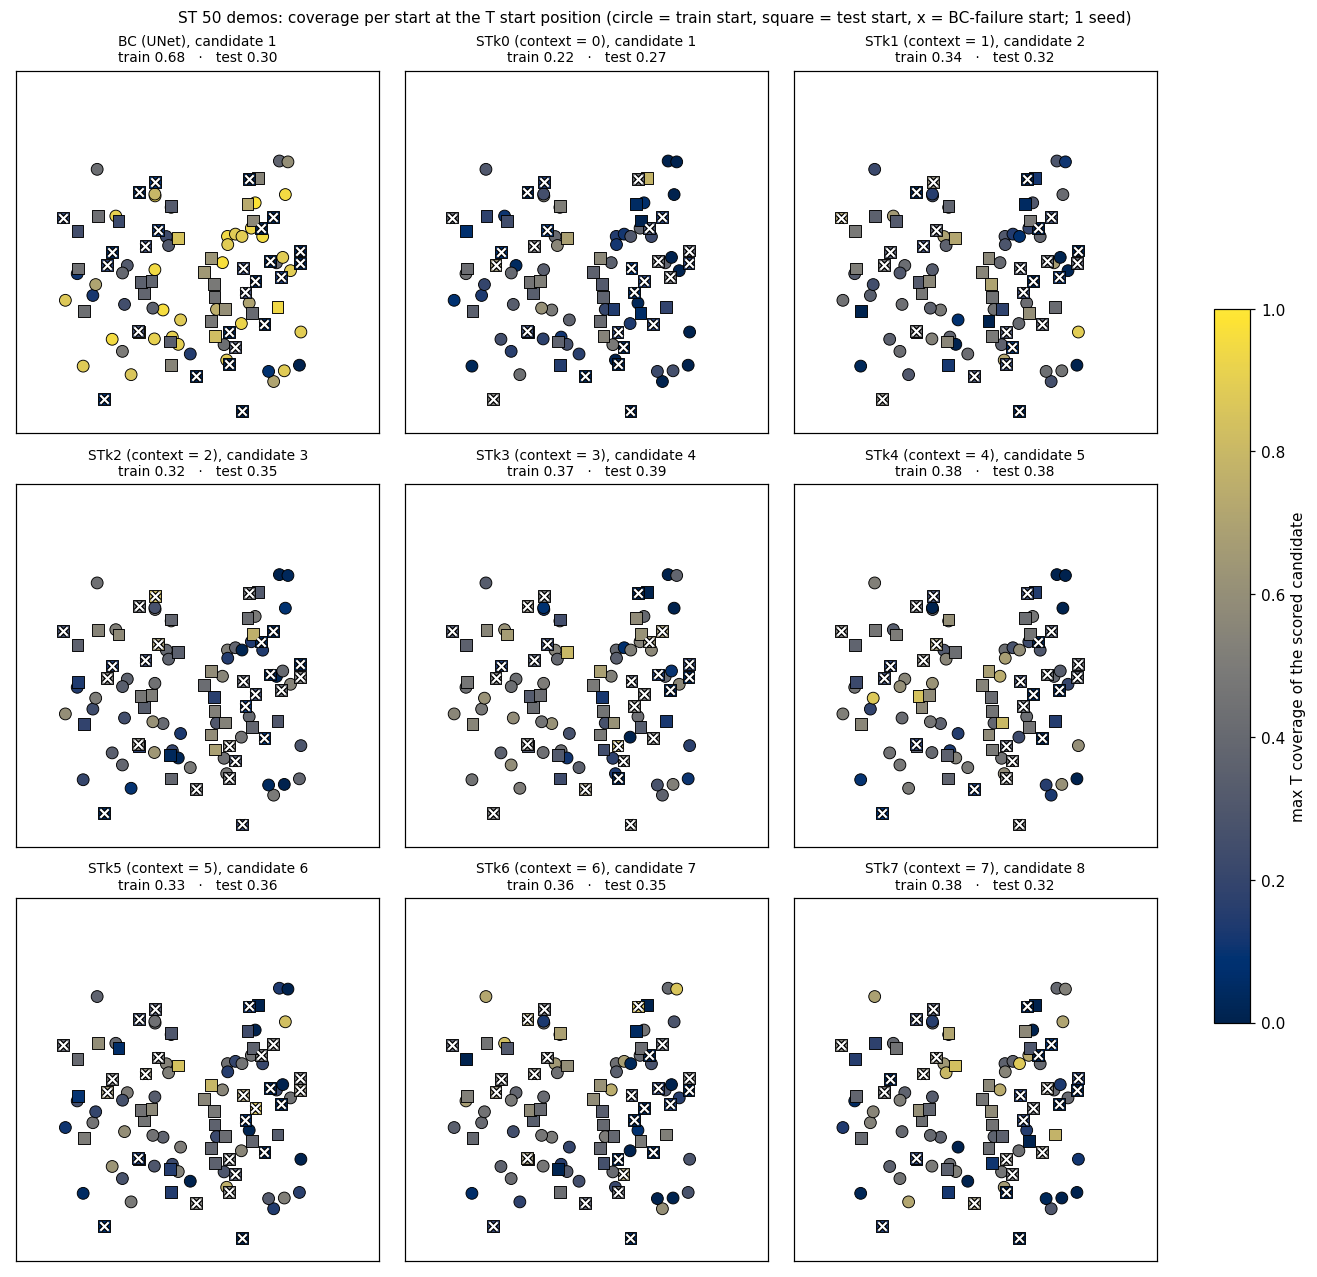 ST 50 demos: coverage per start at the T start position (circle = train start, square = test start, x = BC-failure start; 1 seed)
BC (UNet), candidate 1
train 0.68 · test 0.30
STk0 (context = 0), candidate 1
train 0.22 · test 0.27
STk1 (context = 1), candidate 2
train 0.34 · test 0.32
STk2 (context = 2), candidate 3
train 0.32 · test 0.35
STk3 (context = 3), candidate 4
train 0.37 · test 0.39
STk4 (context = 4), candidate 5
train 0.38 · test 0.38
STk5 (context = 5), candidate 6
train 0.33 · test 0.36
STk6 (context = 6), candidate 7
train 0.36 · test 0.35
STk7 (context = 7), candidate 8
train 0.38 · test 0.32
1.0
0.8
0.6
0.4
0.2
0.0
max T coverage of the scored candidate